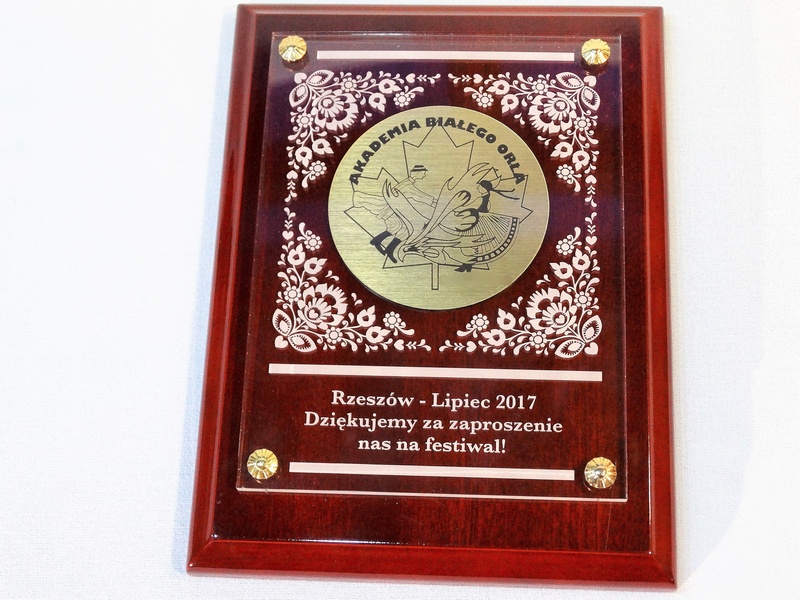 AKADEMIA BIAŁEGO ORŁA
Rzeszów - Lipiec 2017
Dziękujemy za zaproszenie
nas na festiwal!